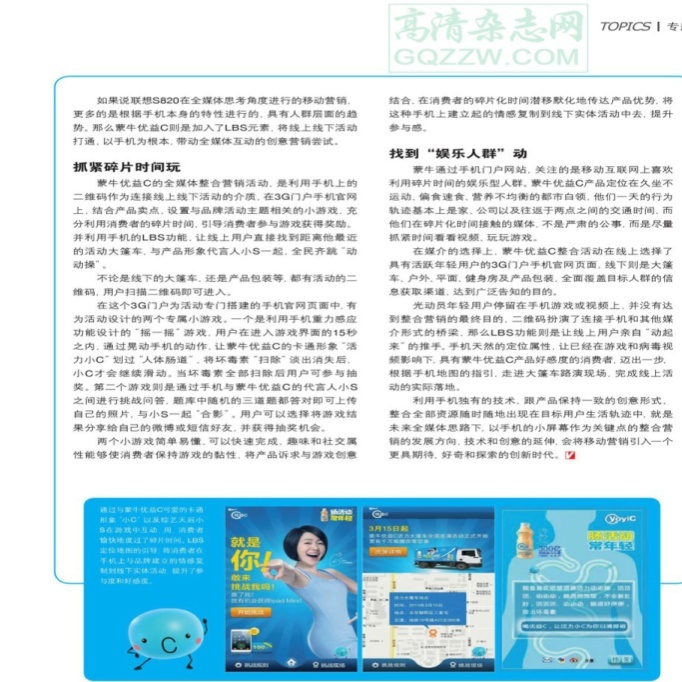 高清杂志网
GQZZW.COM
TOPICS | 专
如果说联想S820在全媒体思考角度进行的移动营销，
更多的是根据手机本身的特性进行的，具有人群层面的趋
势。那么蒙牛优益C则是加入了LBS元素，将线上线下活动
打通，以手机为根本，带动全媒体互动的创意营销尝试。
抓紧碎片时间玩
蒙牛优益C的全媒体整合营销活动，是利用手机上的
二维码作为连接线上线下活动的介质，在3G门户手机官网
上，结合产品卖点，设置与品牌活动主题相关的小游戏，充
分利用消费者的碎片时间，引导消费者参与游戏获得奖励。
并利用手机的LBS功能，让线上用户直接找到距离他最近
的活动大篷车，与产品形象代言人小S一起，全民齐跳“动
动操”。
不论是线下的大篷车，还是产品包装等，都有活动的二
维码，用户扫描二维码即可进入。
在这个3G门户为活动专门搭建的手机官网页面中，有
为活动设计的两个专属小游戏。一个是利用手机重力感应
功能设计的“摇一摇”游戏，用户在进入游戏界面的15秒
之内，通过晃动手机的动作，让蒙牛优益C的卡通形象“活
力小C”划过“人体肠道”，将坏毒素“扫除”淡出消失后，
小C才会继续滑动。当坏毒素全部扫除后用户可参与抽
奖。第二个游戏则是通过手机与蒙牛优益C的代言人小S
之间进行挑战问答，题库中随机的三道题都答对即可上传
自己的照片，与小S一起“合影”。用户可以选择将游戏结
果分享给自己的微博或短信好友，并获得抽奖机会。
两个小游戏简单易懂，可以快速完成，趣味和社交属
性能够使消费者保持游戏的黏性，将产品诉求与游戏创意
结合，在消费者的碎片化时间潜移默化地传达产品优势，将
这种手机上建立起的情感复制到线下实体活动中去，提升
参与感。
找到“娱乐人群”动
蒙牛通过手机门户网站，关注的是移动互联网上喜欢
利用碎片时间的娱乐型人群。蒙牛优益C产品定位在久坐不
运动，偏食速食，营养不均衡的都市白领，他们一天的行为
轨迹基本上是家、公司以及往返于两点之间的交通时间，而
他们在碎片化时间接触的媒体，不是严肃的公事，而是尽量
抓紧时间看看视频，玩玩游戏。
在媒介的选择上，蒙牛优益C整合活动在线上选择了
具有活跃年轻用户的3G门户手机官网页面，线下则是大篷
车、户外、平面、健身房及产品包装，全面覆盖目标人群的信
息获取渠道，达到广泛告知的目的。
光动员年轻用户停留在手机游戏或视频上，并没有达
到整合营销的最终目的，二维码扮演了连接手机和其他媒
介形式的桥梁，那么LBS功能则是让线上用户亲自“动起
来”的推手。手机天然的定位属性，让已经在游戏和病毒视
频影响下，具有蒙牛优益C产品好感度的消费者，迈出一步，
根据手机地图的指引，走进大篷车路演现场，完成线上活
动的实际落地。
利用手机独有的技术，跟产品保持一致的创意形式，
整合全部资源随时随地出现在目标用户生活轨迹中，就是
未来全媒体思路下，以手机的小屏幕作为关键点的整合营
销的发展方向，技术和创意的延伸，会将移动营销引入一个
更具期待，好奇和探索的创新时代。
通过与蒙牛优益C可爱的卡通
形象“小C”以及综艺天后小
S在游戏中互动，用 消费者
愉快地度过了碎片时间，LBS
定位地图的引导，将消费者在
手机上与品牌建立的情感复
制到线下实体活动，提升了参
与度和好感度。
C
就是
你！
敢来
挑战我吗！
开始挑战
挑战规则
挑战现场
3月15日起
挑战规则
挑战现场
yoyiC
常年轻